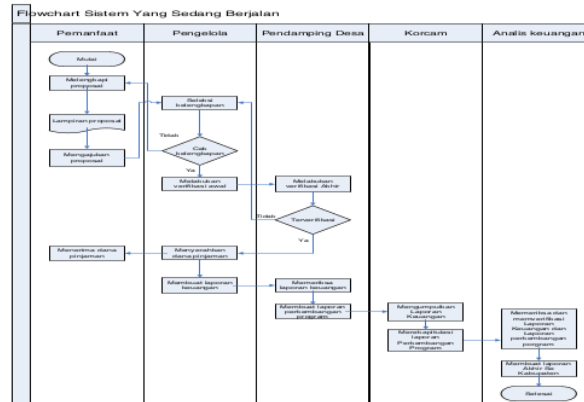 Flowchart Sistem Yang Sedang Berjalan
Pemanfaat
Pengelola
Pendamping Desa
Korcam
Analis keuangan
Mulai
Melengkapi
proposal
Lampiran proposal
Mengajukan
proposal
Seleksi
kelengkapan
Tidak
Cek
kelengkapan
Ya
Melakukan
verifikasi awal
Melakukan
verifikasi Akhir
Tidak
Terverifikasi
Ya
Menerima dana
pinjaman
Menyerahkan
dana pinjaman
Membuat laporan
keuangan
Memeriksa
laporan keuangan
Membuat laporan
perkembangan
program
Mengumpulkan
Laporan
Keuangan
Merekapitulasi
laporan
Perkembangan
Program
Memeriksa dan
memverifikasi
Laporan
Keuangan dan
Laporan
perkembangan
program
Membuat laporan
Akhir Se
Kabupaten
Selesai